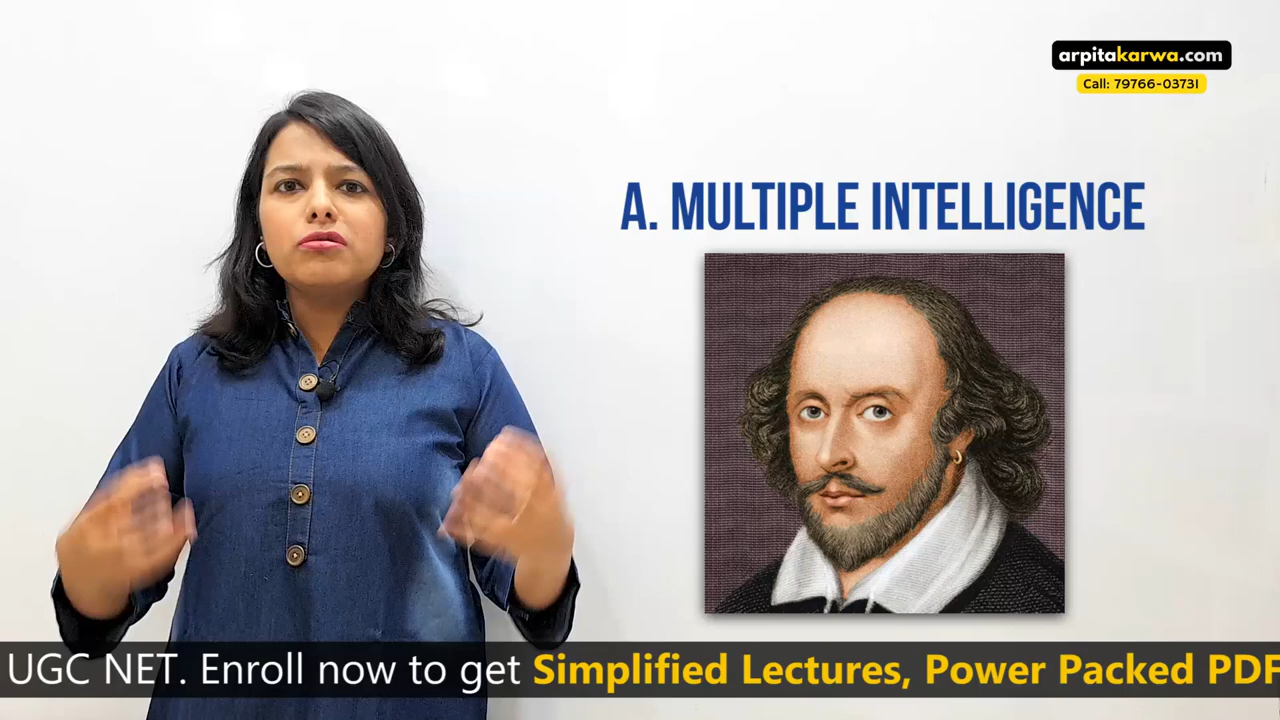 arpitakarwa.com
Call: 79766-03731
A. MULTIPLE INTELLIGENCE
UGC NET. Enroll now to get Simplified Lectures, Power Packed PDF